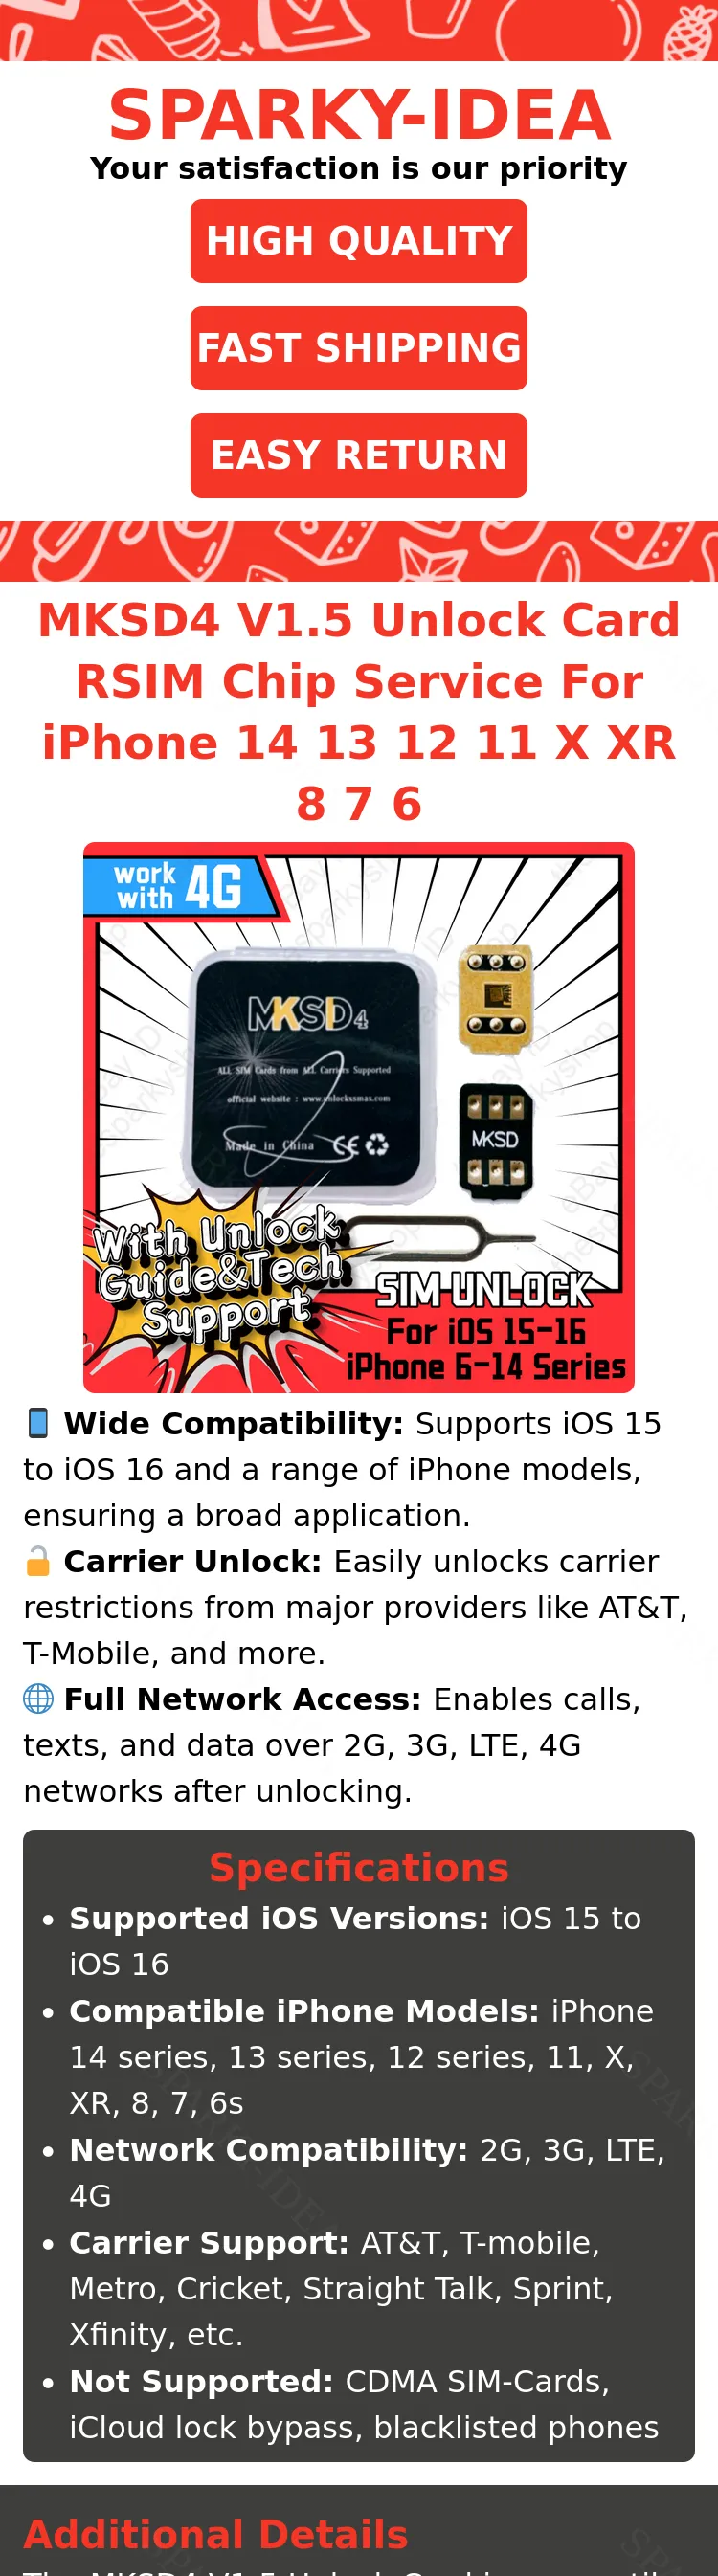 SPARKY-IDEA
Your satisfaction is our priority
HIGH QUALITY
FAST SHIPPING
EASY RETURN
MKSD4 V1.5 Unlock Card
RSIM Chip Service For
iPhone 14 13 12 11 X XR
8 7 6
work
with 4G
MKSD4
ALL SIM Cards from ALL Carriers Supported
official website : www.unlockxsmax.com
Made in China CE
MKSD
With Unlock
Guide&Tech
Support
SIM UNLOCK
For iOS 15-16
iPhone 6-14 Series
Wide Compatibility: Supports iOS 15
to iOS 16 and a range of iPhone models,
ensuring a broad application.
Carrier Unlock: Easily unlocks carrier
restrictions from major providers like AT&T,
T-Mobile, and more.
Full Network Access: Enables calls,
texts, and data over 2G, 3G, LTE, 4G
networks after unlocking.
Specifications
• Supported iOS Versions: iOS 15 to
iOS 16
• Compatible iPhone Models: iPhone
14 series, 13 series, 12 series, 11, X,
XR, 8, 7, 6s
• Network Compatibility: 2G, 3G, LTE,
4G
• Carrier Support: AT&T, T-mobile,
Metro, Cricket, Straight Talk, Sprint,
Xfinity, etc.
• Not Supported: CDMA SIM-Cards,
iCloud lock bypass, blacklisted phones
Additional Details